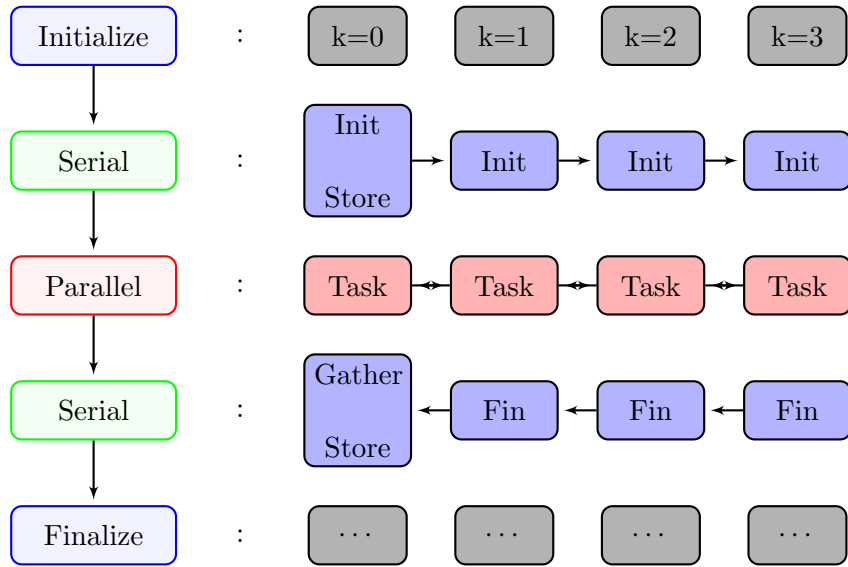 Initialize : k=0 k=1 k=2 k=3
Init
Serial : Init Init Init
Store
Parallel : Task Task Task Task
Gather
Serial : Fin Fin Fin
Store
Finalize : ··· ··· ··· ···